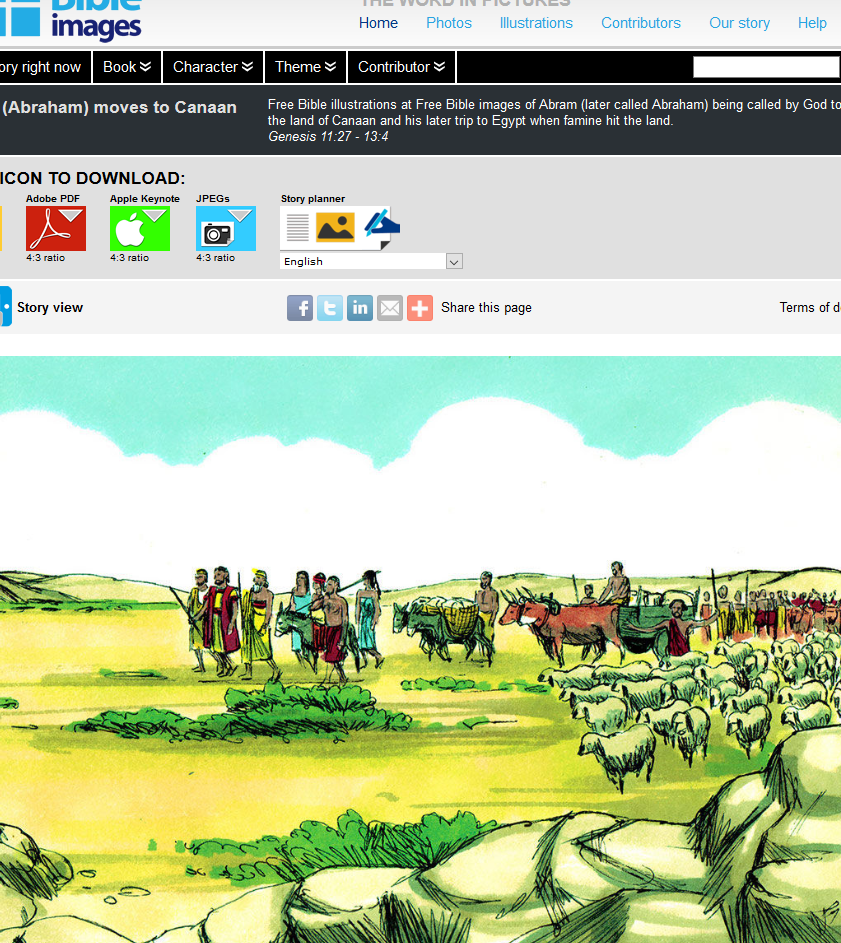 Bible
images
THE WORD IN PICTURES
Home Photos Illustrations Contributors Our story Help
ory right now Book Character Theme Contributor
(Abraham) moves to Canaan
Free Bible illustrations at Free Bible images of Abram (later called Abraham) being called by God to
the land of Canaan and his later trip to Egypt when famine hit the land.
Genesis 11:27 - 13:4
ICON TO DOWNLOAD:
Adobe PDF Apple Keynote JPEGs Story planner
4:3 ratio 4:3 ratio 4:3 ratio
English
Story view
Share this page
Terms of d